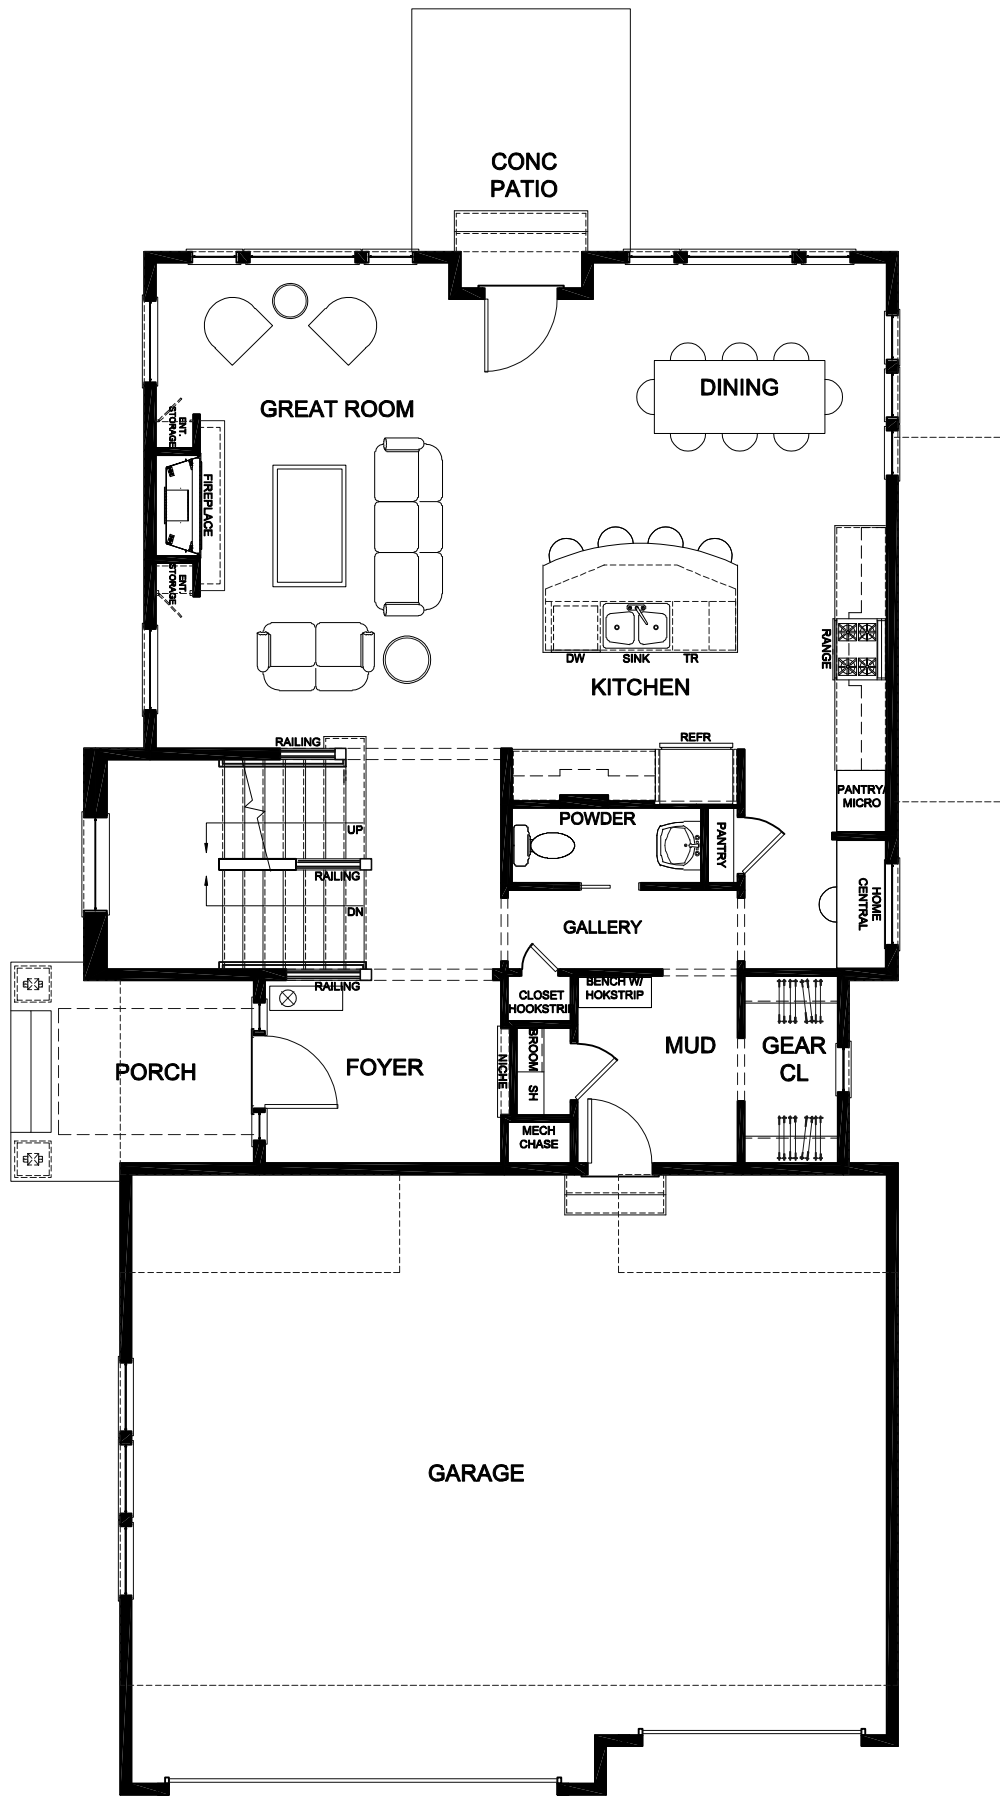 CONC
PATIO
GREAT ROOM
DINING
ENT.
STORAGE
FIREPLACE
ENT.
STORAGE
RANGE
DW
SINK
TR
KITCHEN
RAILING
REFR
PANTRY/
MICRO
POWDER
PANTRY
UP
RAILING
HOME
CENTRAL
DN
GALLERY
RAILING
BENCH W/
HOKSTRIP
CLOSET
HOOKSTRI
BROOM
SH
NICHE
MUD
GEAR
CL
PORCH
FOYER
MECH
CHASE
GARAGE